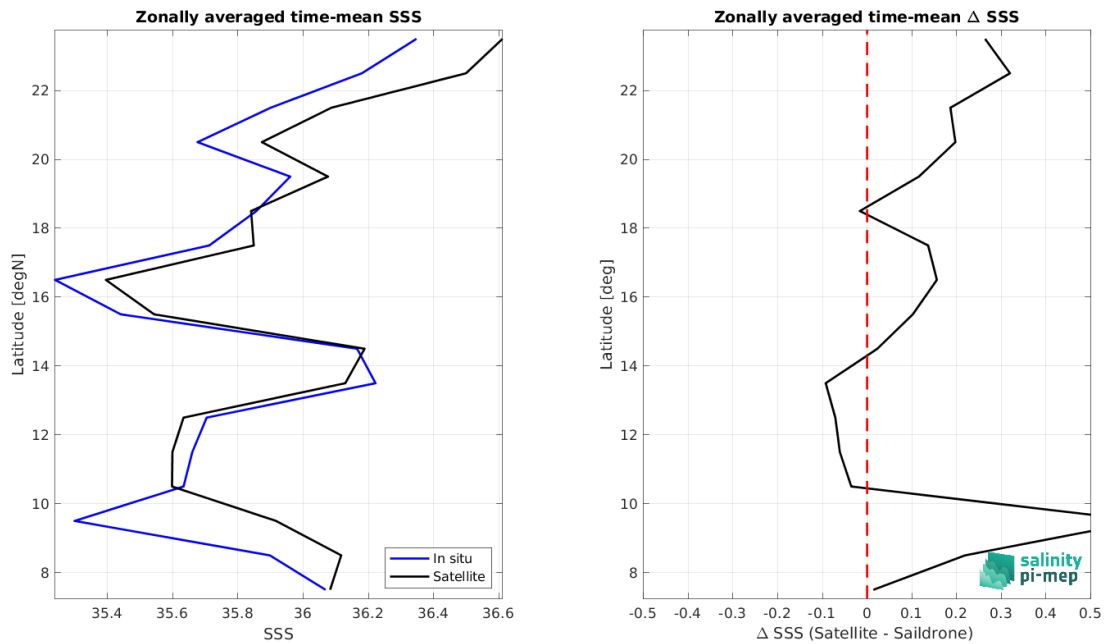 Zonally averaged time-mean SSS
22
20
18
16
14
12
10
8
Latitude [degN]
35.4 35.6 35.8 36 36.2 36.4 36.6
SSS
In situ
Satellite
Zonally averaged time-mean Δ SSS
22
20
18
16
14
12
10
8
Latitude [deg]
-0.5 -0.4 -0.3 -0.2 -0.1 0 0.1 0.2 0.3 0.4 0.5
Δ SSS (Satellite - Saildrone)
salinity
pi-mep